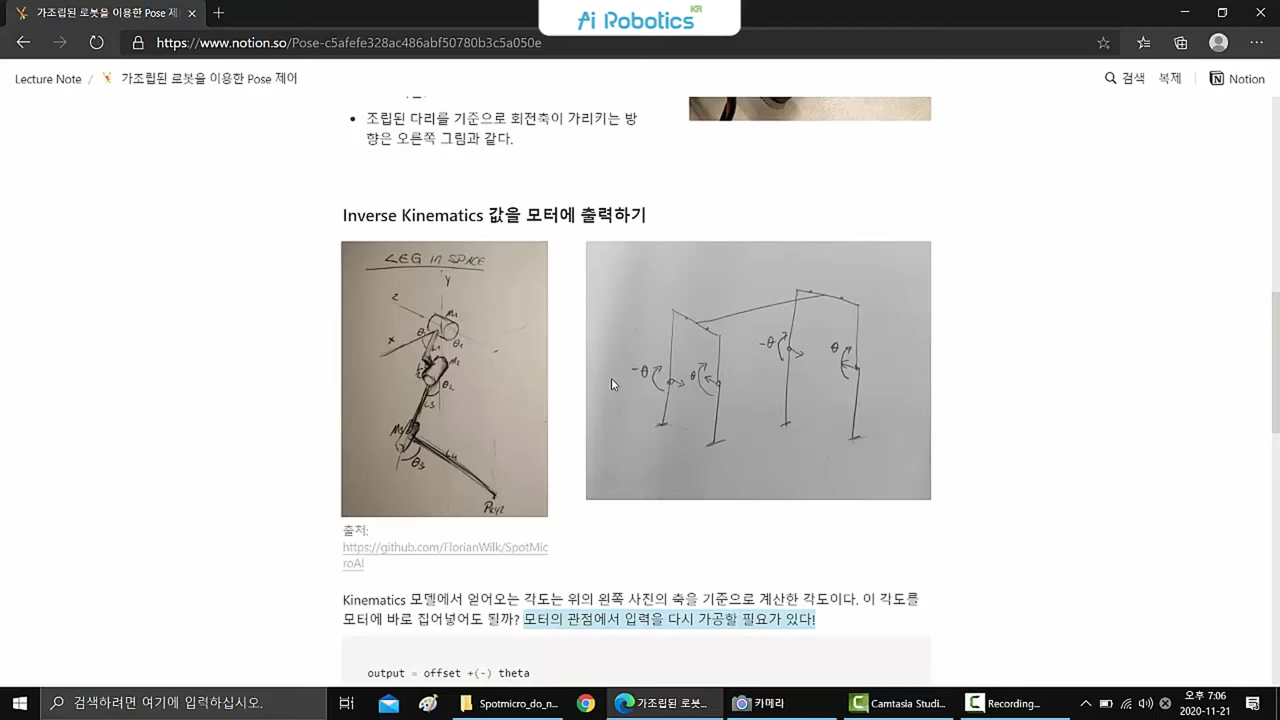 가조립된 로봇을 이용한 Pose 제
Ai Robotics KR
https://www.notion.so/Pose-c5afefe328ac486abf50780b3c5a050e
Lecture Note / 가조립된 로봇을 이용한 Pose 제어
검색 복제 Notion
조립된 다리를 기준으로 회전축이 가리키는 방
향은 오른쪽 그림과 같다.
Inverse Kinematics 값을 모터에 출력하기
LEG in SPACE
Y
Z
M1
X
θ1
L1
M2
θ2
L3
M3
θ3
L4
Pxyz
-θ
θ
-θ
θ
출처:
https://github.com/FlorianWilk/SpotMic
roAI
Kinematics 모델에서 얻어오는 각도는 위의 왼쪽 사진의 축을 기준으로 계산한 각도이다. 이 각도를
모터에 바로 집어넣어도 될까? 모터의 관점에서 입력을 다시 가공할 필요가 있다!
output = offset +(-) theta
검색하려면 여기에 입력하십시오.
Spotmicro_do_n...
가조립된 로봇...
카메라
Camtasia Studi...
Recording...
오후 7:06
2020-11-21